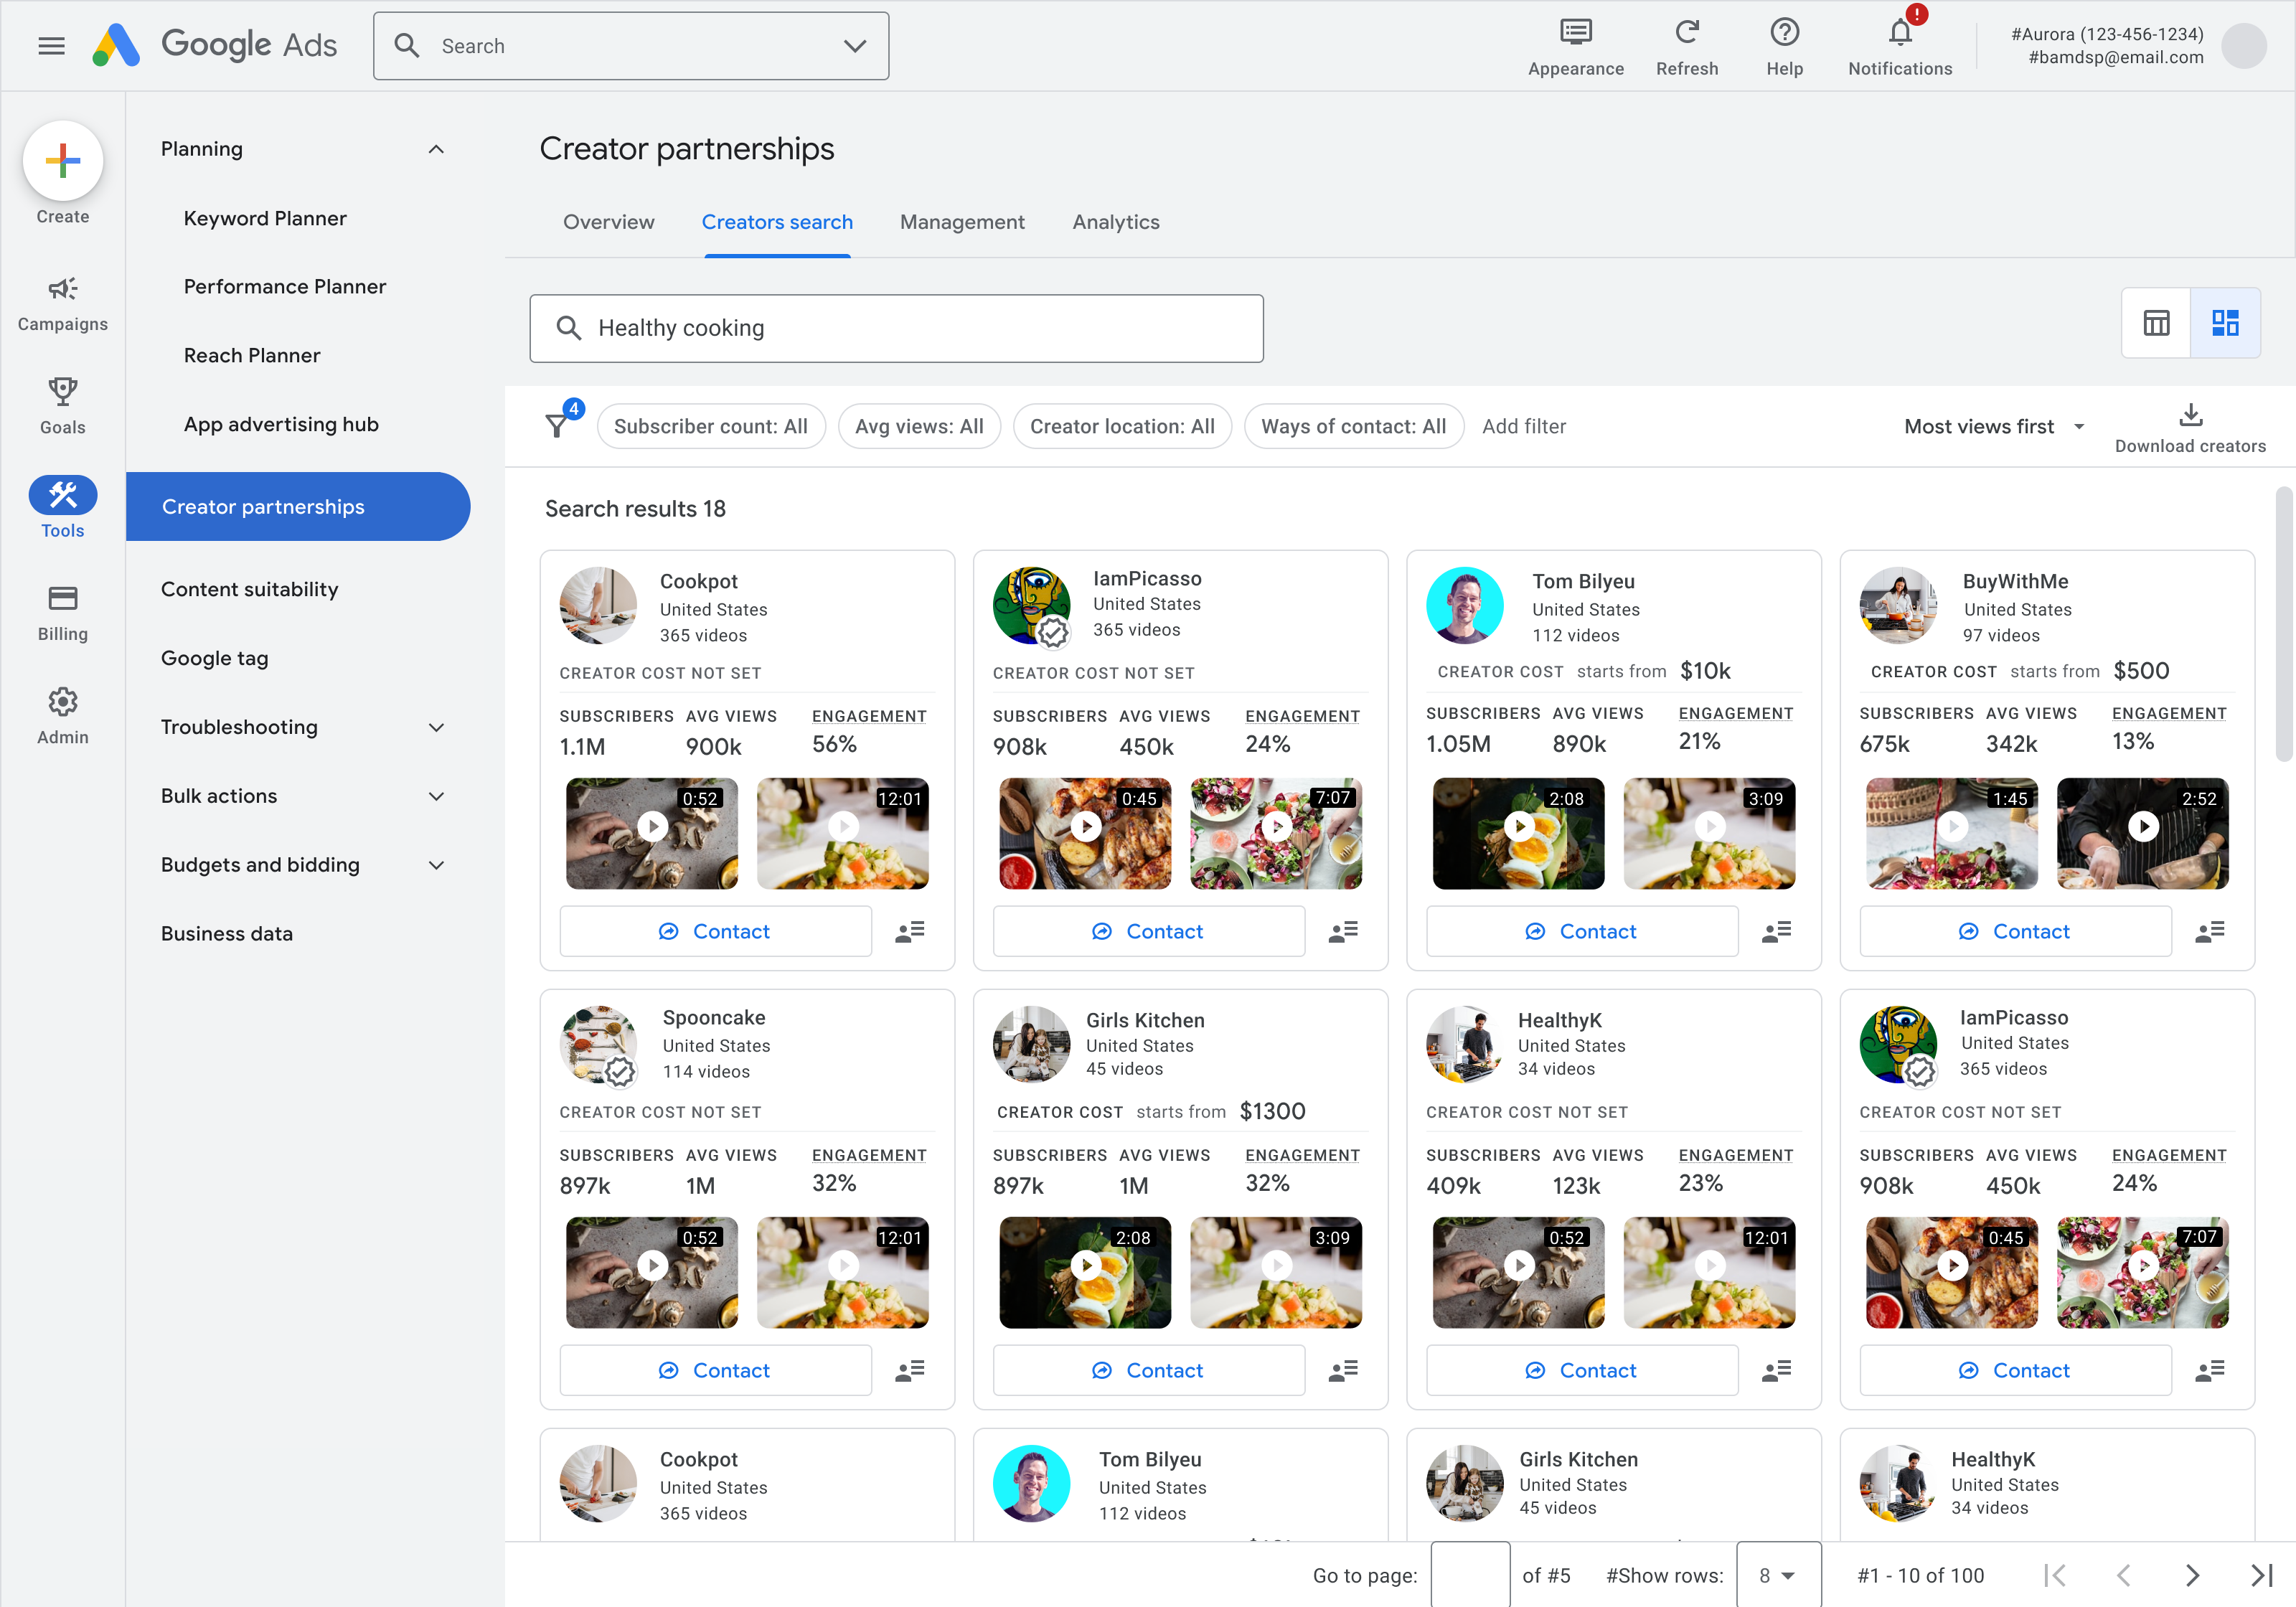 Google Ads
Search
Appearance
Refresh
Help
!
Notifications
#Aurora (123-456-1234)
#bamdsp@email.com
Create
Campaigns
Goals
Tools
Billing
Admin
Planning
Keyword Planner
Performance Planner
Reach Planner
App advertising hub
Creator partnerships
Content suitability
Google tag
Troubleshooting
Bulk actions
Budgets and bidding
Business data
Creator partnerships
Overview Creators search Management Analytics
Healthy cooking
4
Subscriber count: All Avg views: All Creator location: All Ways of contact: All Add filter
Most views first
Download creators
Search results 18
Cookpot
United States
365 videos
CREATOR COST NOT SET
SUBSCRIBERS AVG VIEWS ENGAGEMENT
1.1M 900k 56%
0:52 12:01
Contact
IamPicasso
United States
365 videos
CREATOR COST NOT SET
SUBSCRIBERS AVG VIEWS ENGAGEMENT
908k 450k 24%
0:45 7:07
Contact
Tom Bilyeu
United States
112 videos
CREATOR COST starts from $10k
SUBSCRIBERS AVG VIEWS ENGAGEMENT
1.05M 890k 21%
2:08 3:09
Contact
BuyWithMe
United States
97 videos
CREATOR COST starts from $500
SUBSCRIBERS AVG VIEWS ENGAGEMENT
675k 342k 13%
1:45 2:52
Contact
Spooncake
United States
114 videos
CREATOR COST NOT SET
SUBSCRIBERS AVG VIEWS ENGAGEMENT
897k 1M 32%
0:52 12:01
Contact
Girls Kitchen
United States
45 videos
CREATOR COST starts from $1300
SUBSCRIBERS AVG VIEWS ENGAGEMENT
897k 1M 32%
2:08 3:09
Contact
HealthyK
United States
34 videos
CREATOR COST NOT SET
SUBSCRIBERS AVG VIEWS ENGAGEMENT
409k 123k 23%
0:52 12:01
Contact
IamPicasso
United States
365 videos
CREATOR COST NOT SET
SUBSCRIBERS AVG VIEWS ENGAGEMENT
908k 450k 24%
0:45 7:07
Contact
Cookpot
United States
365 videos
Tom Bilyeu
United States
112 videos
Girls Kitchen
United States
45 videos
HealthyK
United States
34 videos
Go to page: of #5 #Show rows: 8 #1 - 10 of 100